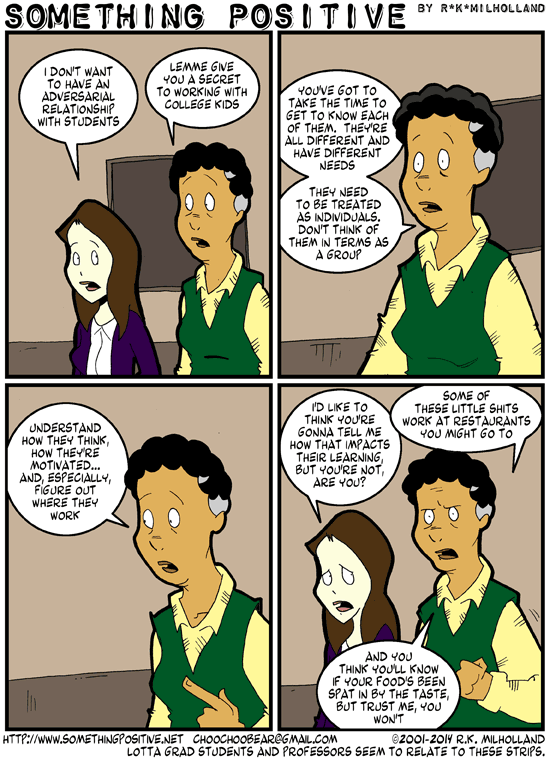 SOMETHING POSITIVE BY R*K*MILHOLLAND
I DON'T WANT
TO HAVE AN
ADVERSARIAL
RELATIONSHIP
WITH STUDENTS
LEMME GIVE
YOU A SECRET
TO WORKING WITH
COLLEGE KIDS
YOU'VE GOT TO
TAKE THE TIME TO
GET TO KNOW EACH
OF THEM. THEY'RE
ALL DIFFERENT AND
HAVE DIFFERENT
NEEDS
THEY NEED
TO BE TREATED
AS INDIVIDUALS.
DON'T THINK OF
THEM IN TERMS AS
A GROUP
UNDERSTAND
HOW THEY THINK,
HOW THEY'RE
MOTIVATED...
AND, ESPECIALLY,
FIGURE OUT
WHERE THEY
WORK
I'D LIKE TO
THINK YOU'RE
GONNA TELL ME
HOW THAT IMPACTS
THEIR LEARNING,
BUT YOU'RE NOT,
ARE YOU?
SOME OF
THESE LITTLE SHITS
WORK AT RESTAURANTS
YOU MIGHT GO TO
AND YOU
THINK YOU'LL KNOW
IF YOUR FOOD'S BEEN
SPAT IN BY THE TASTE,
BUT TRUST ME, YOU
WON'T
HTTP://WWW.SOMETHINGPOSITIVE.NET CHOOCHOOBEAR@GMAIL.COM ©2001-2014 R.K. MILHOLLAND
LOTTA GRAD STUDENTS AND PROFESSORS SEEM TO RELATE TO THESE STRIPS.